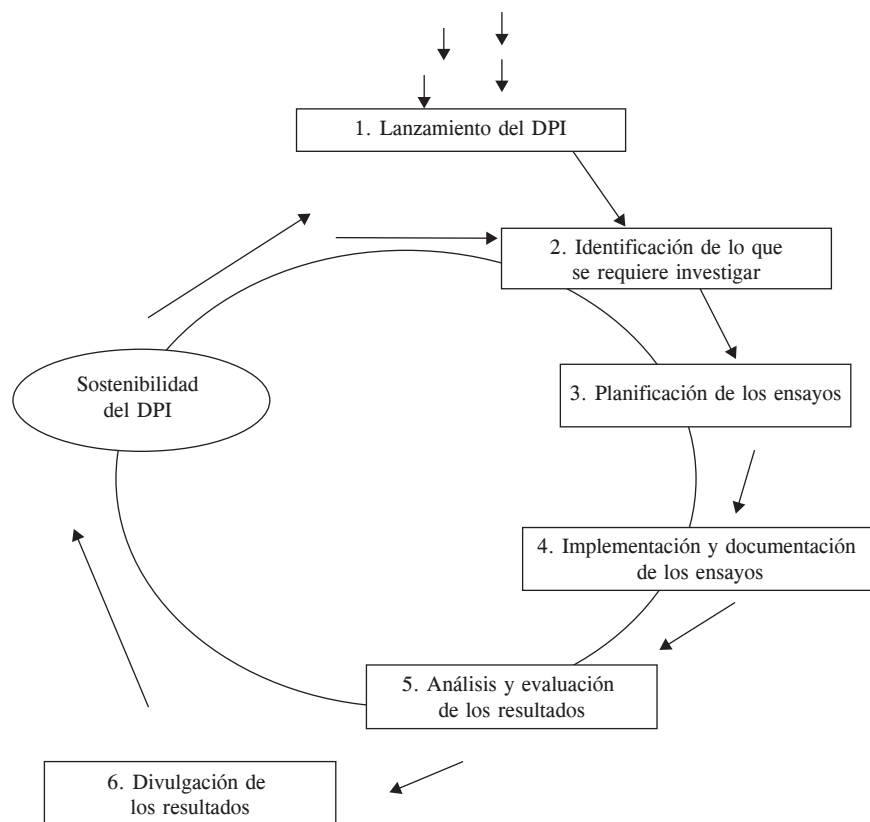 1. Lanzamiento del DPI
2. Identificación de lo que
se requiere investigar
3. Planificación de los ensayos
Sostenibilidad
del DPI
4. Implementación y documentación
de los ensayos
5. Análisis y evaluación
de los resultados
6. Divulgación de
los resultados